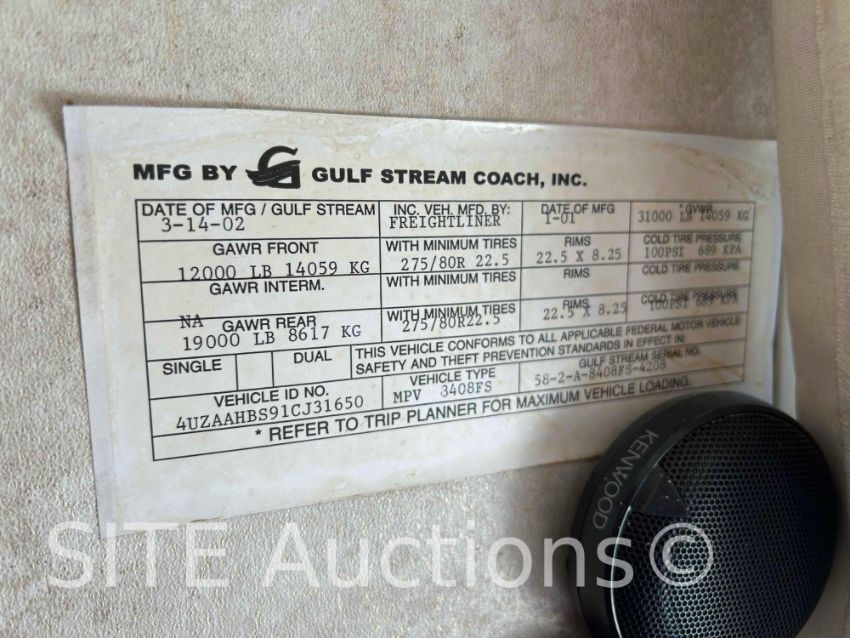 MFG BY GULF STREAM COACH, INC.
DATE OF MFG / GULF STREAM INC. VEH. MFD. BY: DATE OF MFG *GVWR
3-14-02 FREIGHTLINER 1-01 31000 LB 14059 KG
GAWR FRONT WITH MINIMUM TIRES RIMS COLD TIRE PRESSURE
12000 LB 14059 KG 275/80R 22.5 22.5 X 8.25 100PSI 689 KPA
GAWR INTERM. WITH MINIMUM TIRES RIMS COLD TIRE PRESSURE
NA
GAWR REAR WITH MINIMUM TIRES RIMS COLD TIRE PRESSURE
19000 LB 8617 KG 275/80R22.5 22.5 X 8.25 100PSI 689 KPA
SINGLE DUAL THIS VEHICLE CONFORMS TO ALL APPLICABLE FEDERAL MOTOR VEHICLE
SAFETY AND THEFT PREVENTION STANDARDS IN EFFECT IN:
VEHICLE ID NO. VEHICLE TYPE GULF STREAM SERIAL NO.
4UZAAHBS91CJ31650 MPV 3408FS 58-2-A-8408FS-4208
* REFER TO TRIP PLANNER FOR MAXIMUM VEHICLE LOADING.
KENWOOD
SITE Auctions©